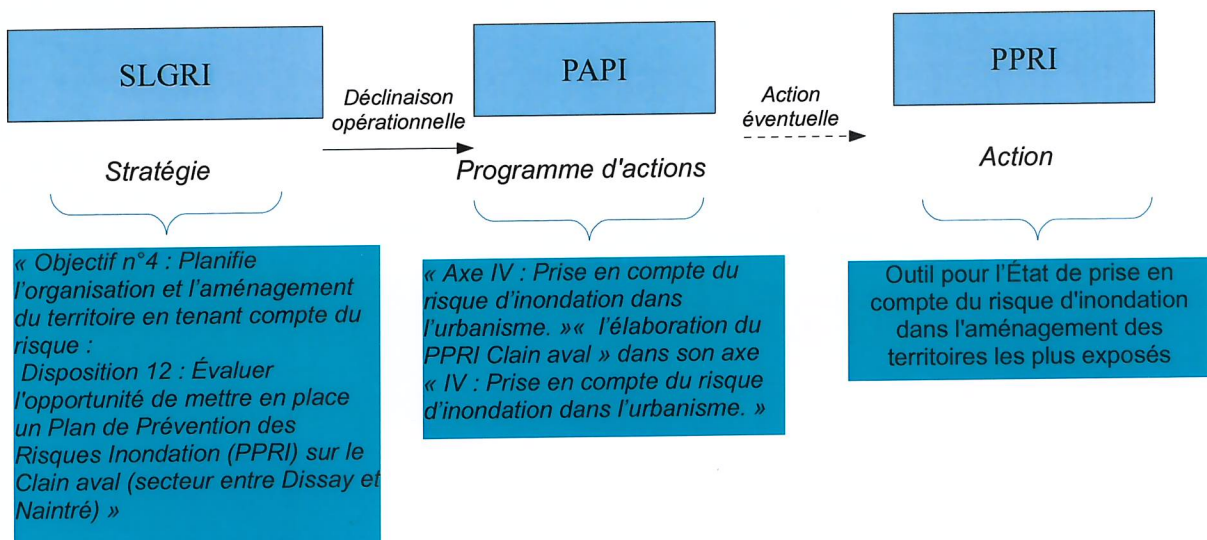 SLGRI
Déclinaison
opérationnelle
PAPI
Action
éventuelle
PPRI
Stratégie
Programme d'actions
Action
« Objectif n°4 : Planifie
l'organisation et l'aménagement
du territoire en tenant compte du
risque :
Disposition 12 : Évaluer
l'opportunité de mettre en place
un Plan de Prévention des
Risques Inondation (PPRI) sur le
Clain aval (secteur entre Dissay et
Naintré) »
« Axe IV : Prise en compte du
risque d'inondation dans
l'urbanisme. »« l'élaboration du
PPRI Clain aval » dans son axe
« IV : Prise en compte du risque
d'inondation dans l'urbanisme. »
Outil pour l'État de prise en
compte du risque d'inondation
dans l'aménagement des
territoires les plus exposés